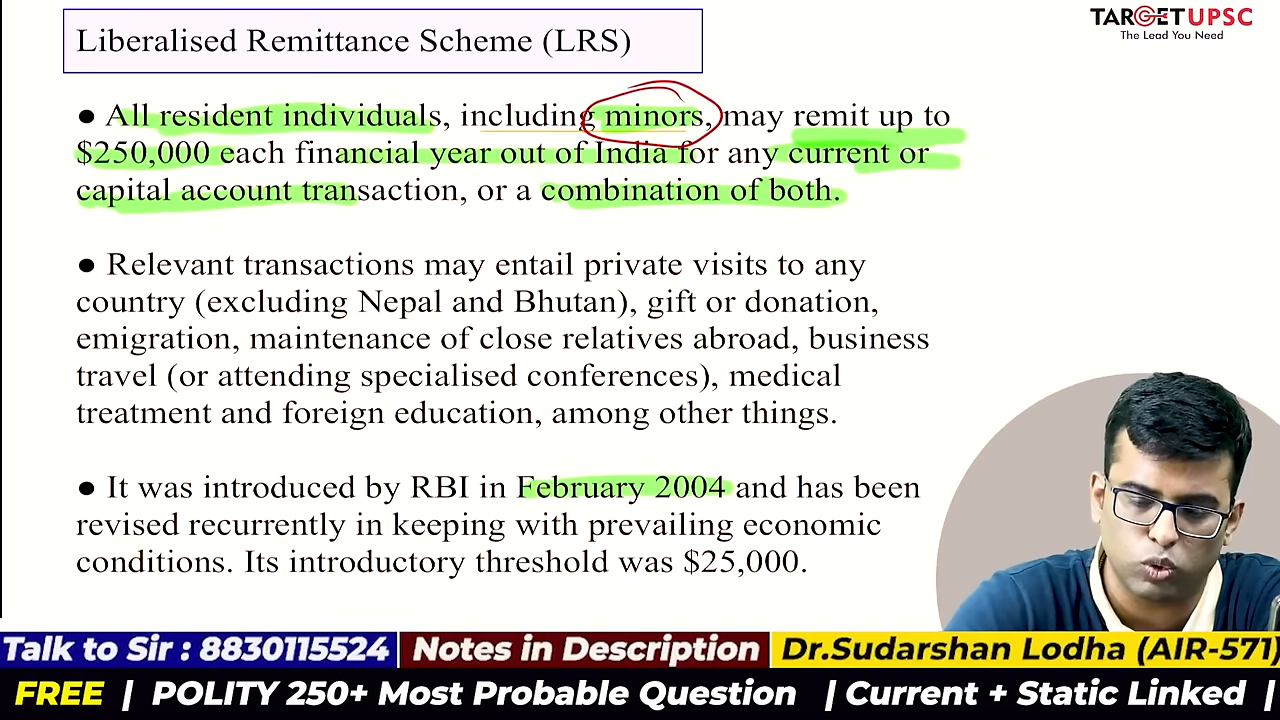 Liberalised Remittance Scheme (LRS)
TARGET UPSC
The Lead You Need
● All resident individuals, including minors, may remit up to
$250,000 each financial year out of India for any current or
capital account transaction, or a combination of both.
● Relevant transactions may entail private visits to any
country (excluding Nepal and Bhutan), gift or donation,
emigration, maintenance of close relatives abroad, business
travel (or attending specialised conferences), medical
treatment and foreign education, among other things.
● It was introduced by RBI in February 2004 and has been
revised recurrently in keeping with prevailing economic
conditions. Its introductory threshold was $25,000.
Talk to Sir : 8830115524 Notes in Description Dr.Sudarshan Lodha (AIR-571)
FREE | POLITY 250+ Most Probable Question | Current + Static Linked |